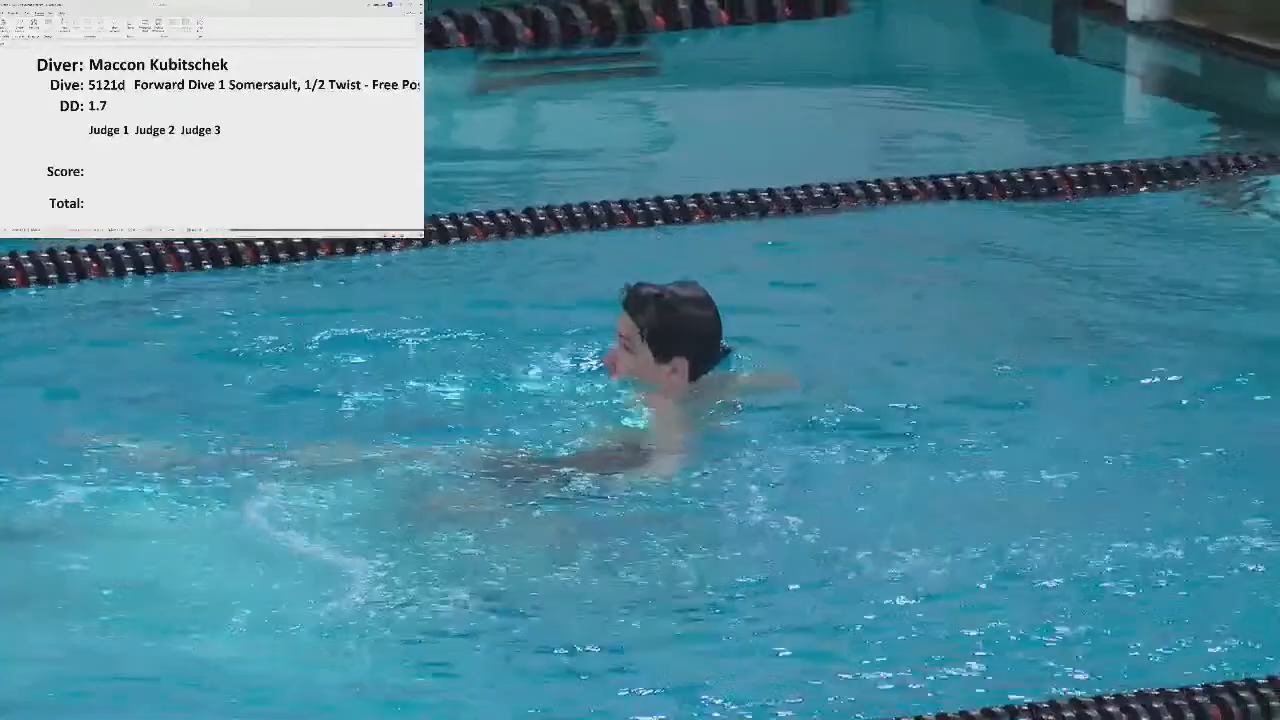 Diver: Maccon Kubitschek
Dive: 5121d Forward Dive 1 Somersault, 1/2 Twist - Free Pos
DD: 1.7
Judge 1 Judge 2 Judge 3
Score:
Total: